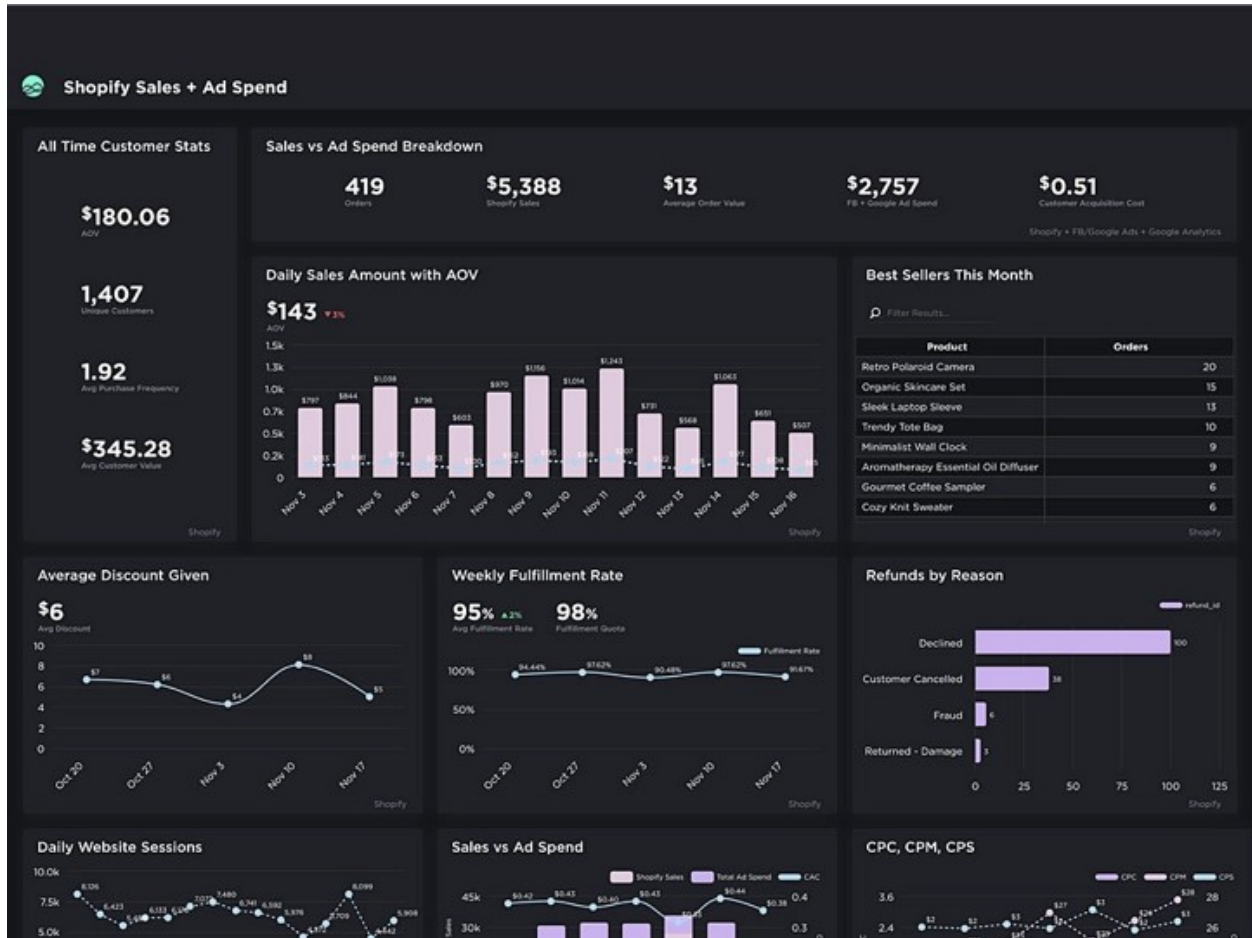 Shopify Sales + Ad Spend
All Time Customer Stats
$180.06
AOV
1,407
Unique Customers
1.92
Avg Purchase Frequency
$345.28
Avg Customer Value
Shopify
Sales vs Ad Spend Breakdown
419
Orders
$5,388
Shopify Sales
$13
Average Order Value
$2,757
FB + Google Ad Spend
$0.51
Customer Acquisition Cost
Shopify + FB/Google Ads + Google Analytics
Daily Sales Amount with AOV
$143 ▼3%
AOV
1.5k
1.3k
1.0k
0.7k
0.5k
0.2k
0
$797 $844 $1,038 $798 $603 $970 $1,156 $1,014 $1,243 $731 $568 $1,063 $651 $507
Nov 3 Nov 4 Nov 5 Nov 6 Nov 7 Nov 8 Nov 9 Nov 10 Nov 11 Nov 12 Nov 13 Nov 14 Nov 15 Nov 16
Shopify
Best Sellers This Month
Filter Results...
Product Orders
Retro Polaroid Camera 20
Organic Skincare Set 15
Sleek Laptop Sleeve 13
Trendy Tote Bag 10
Minimalist Wall Clock 9
Aromatherapy Essential Oil Diffuser 9
Gourmet Coffee Sampler 6
Cozy Knit Sweater 6
Shopify
Average Discount Given
$6
Avg Discount
10
8
6
4
2
0
$7 $6 $4 $8 $5
Oct 20 Oct 27 Nov 3 Nov 10 Nov 17
Shopify
Weekly Fulfillment Rate
95% ▲2% 98%
Avg Fulfillment Rate Fulfillment Quota
Fulfillment Rate
100%
50%
0%
94.44% 97.62% 90.48% 97.62% 91.67%
Oct 20 Oct 27 Nov 3 Nov 10 Nov 17
Shopify
Refunds by Reason
refund_id
Declined 100
Customer Cancelled 38
Fraud 6
Returned - Damage 3
0 25 50 75 100 125
Shopify
Daily Website Sessions
10.0k
7.5k
5.0k
8,126 6,423 6,133 7,480 6,741 6,592 5,976 8,099 5,908
Sales vs Ad Spend
Shopify Sales Total Ad Spend CAC
45k
30k
Sales
$0.42 $0.43 $0.40 $0.43 $0.44 $0.38
0.4
0.3
CPC, CPM, CPS
CPC CPM CPS
3.6
2.4
$2 $2 $3 $27 $3 $28 $3
28
26